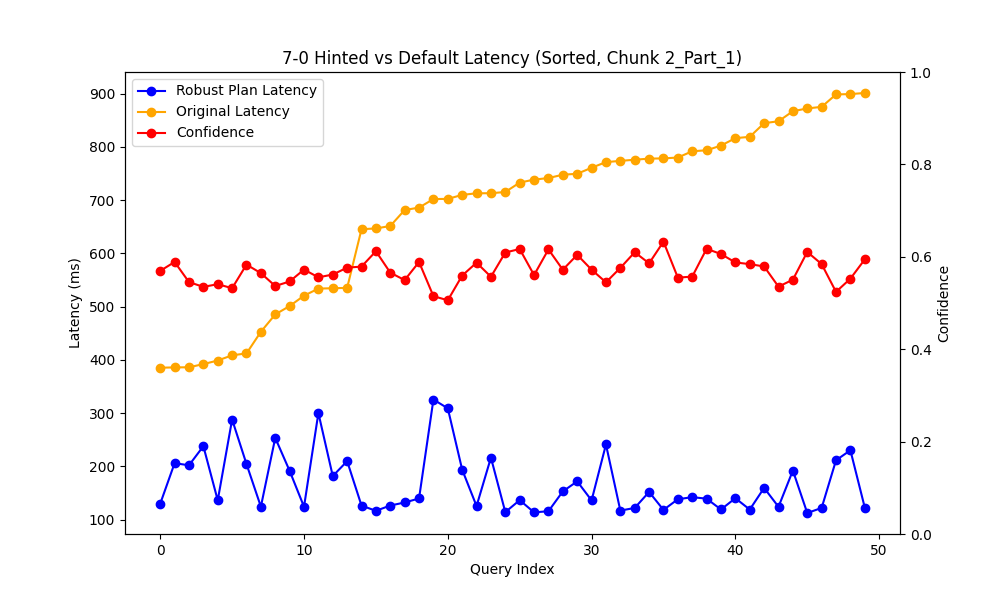 7-0 Hinted vs Default Latency (Sorted, Chunk 2_Part_1)
Robust Plan Latency
Original Latency
Confidence
900
800
700
600
500
400
300
200
100
Latency (ms)
1.0
0.8
0.6
0.4
0.2
0.0
Confidence
0 10 20 30 40 50
Query Index